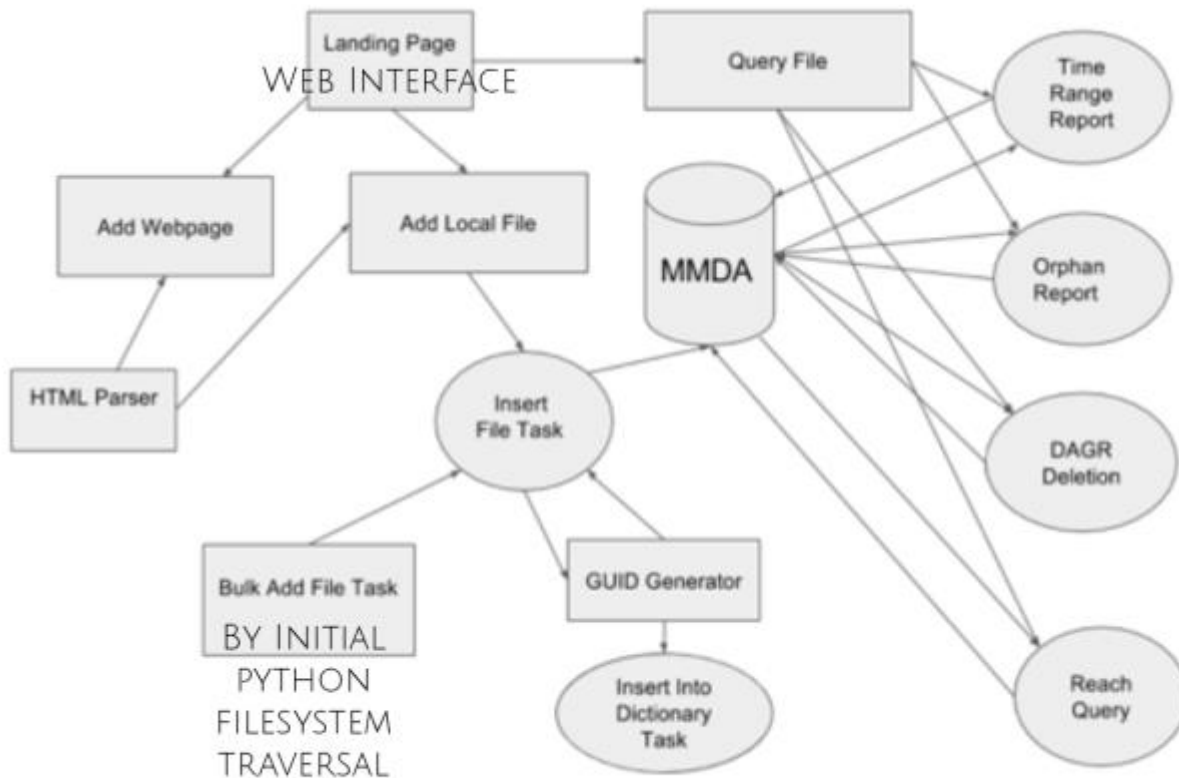 Landing Page
WEB INTERFACE
Query File
Time
Range
Report
Add Webpage
Add Local File
MMDA
Orphan
Report
HTML Parser
Insert
File Task
DAGR
Deletion
Bulk Add File Task
BY INITIAL
PYTHON
FILESYSTEM
TRAVERSAL
GUID Generator
Insert Into
Dictionary
Task
Reach
Query